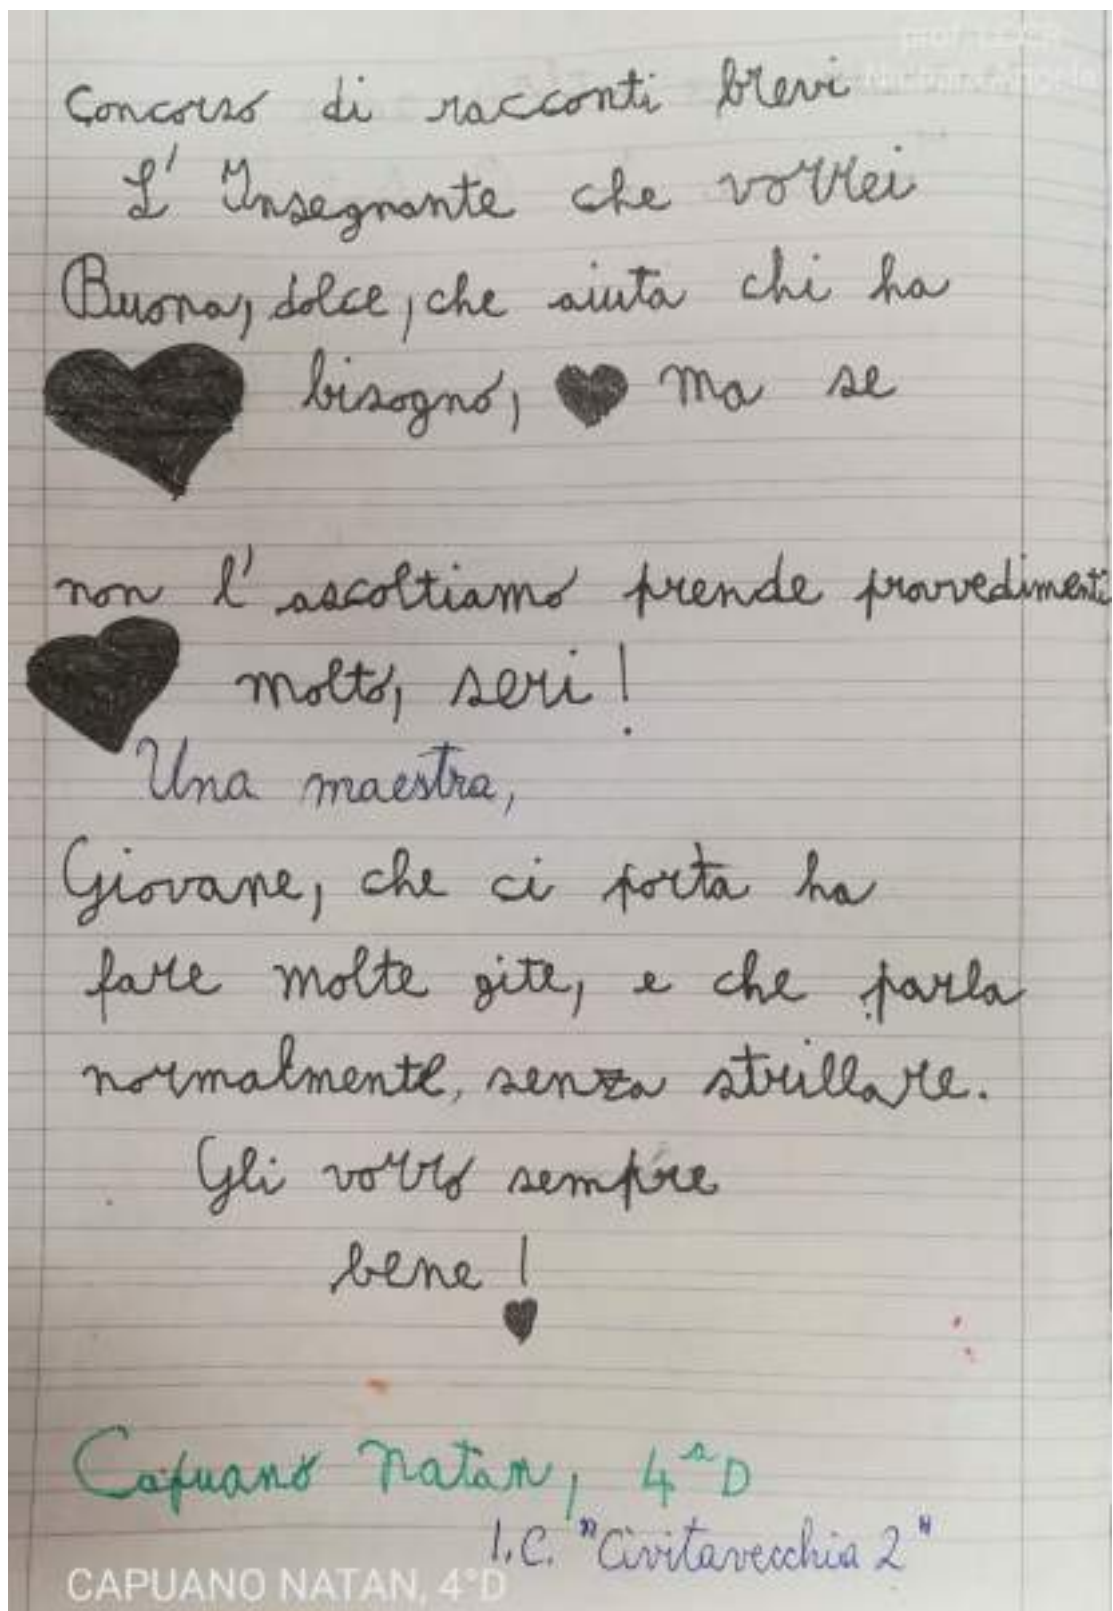 Concorso di racconti brevi
L' Insegnante che vorrei
Buona, dolce, che aiuta chi ha
bisogno, ma se
non l' ascoltiamo prende provvedimenti
molto, seri!
Una maestra,
Giovane, che ci porta ha
fare molte gite, e che parla
normalmente, senza strillare.
Gli vorrò sempre
bene!
Capuano Natan, 4ªD
I.C. "Civitavecchia 2"
CAPUANO NATAN, 4°D